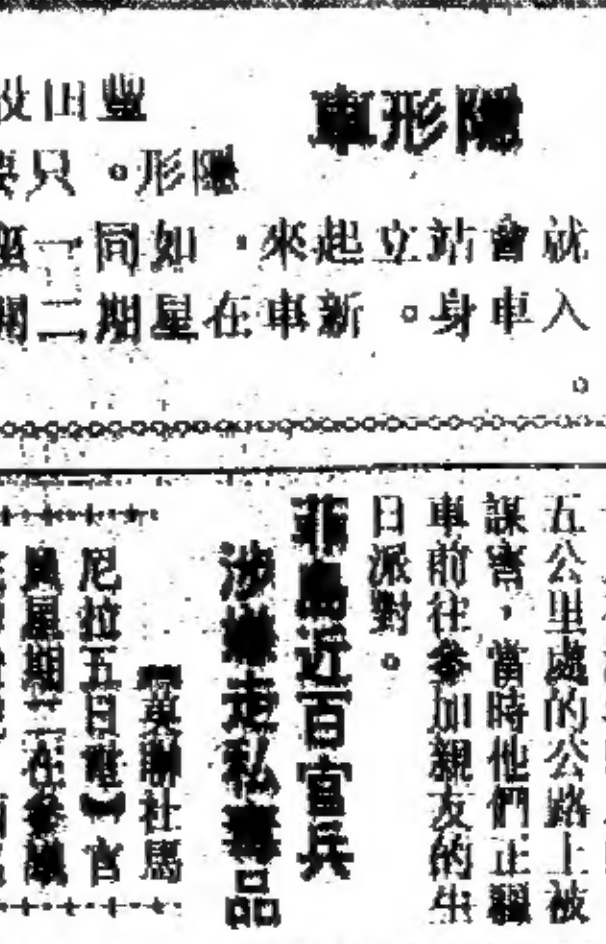 隱形車
豐田設
隱形。只要
就會站立起來,如同一
入車身。新車在星期二開
。
五公里處的公路上被
謀害,當時他們正驅
車前往參加親友的生
日派對。
菲島近百官兵
涉嫌走私毒品
【英聯社馬
尼拉五日電】官
員星期二在參議